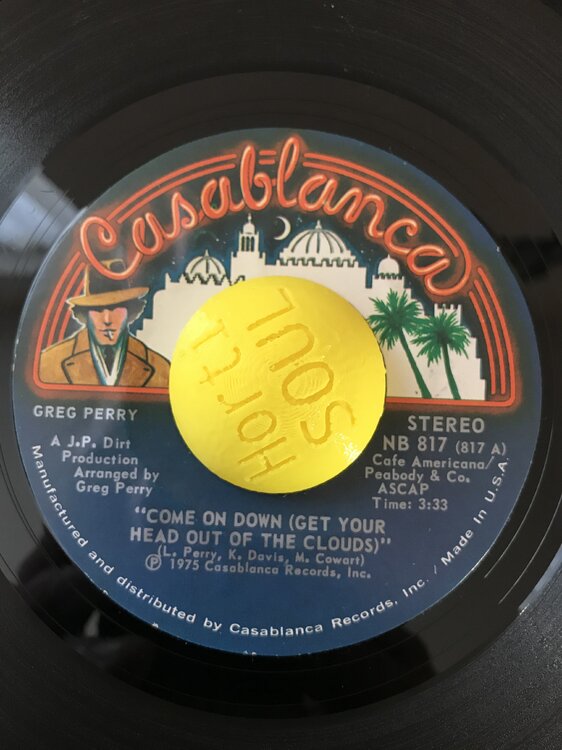 Casablanca
HorfLI
SOUL
GREG PERRY
A J.P. Dirt
Production
Arranged by
Greg Perry
STEREO
NB 817 (817 A)
Cafe Americana/
Peabody & Co.
ASCAP
Time: 3:33
"COME ON DOWN (GET YOUR
HEAD OUT OF THE CLOUDS)"
(L. Perry, K. Davis, M. Cowart)
Ⓟ 1975 Casablanca Records, Inc.
Manufactured and distributed by Casablanca Records, Inc. / Made in U.S.A.